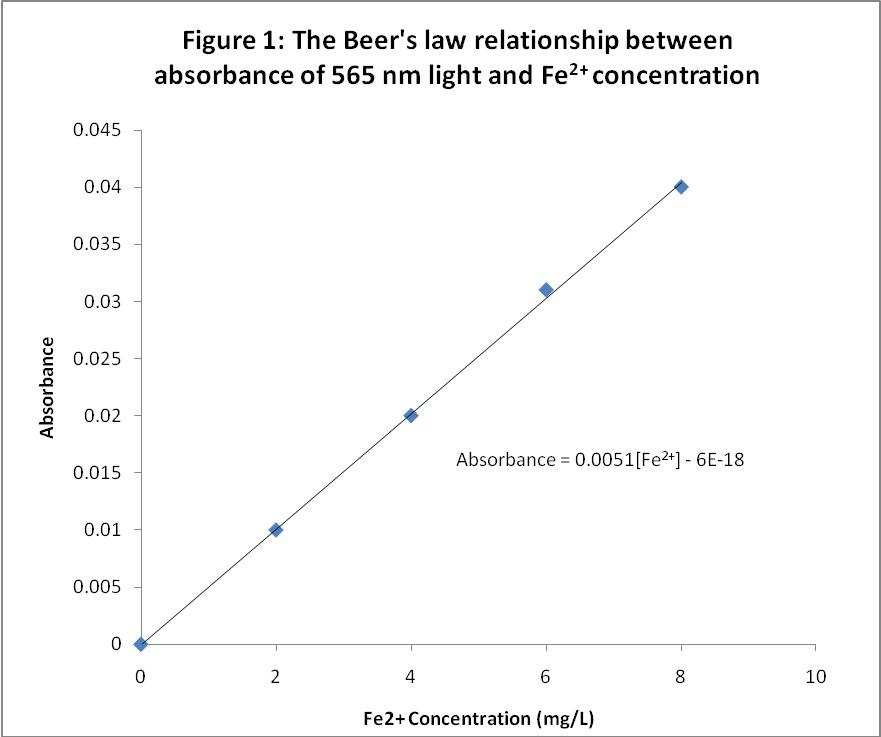 Figure 1: The Beer's law relationship between
absorbance of 565 nm light and Fe²⁺ concentration
0.045
0.04
0.035
0.03
0.025
0.02
0.015
0.01
0.005
0
Absorbance
Absorbance = 0.0051[Fe²⁺] - 6E-18
0 2 4 6 8 10
Fe2+ Concentration (mg/L)